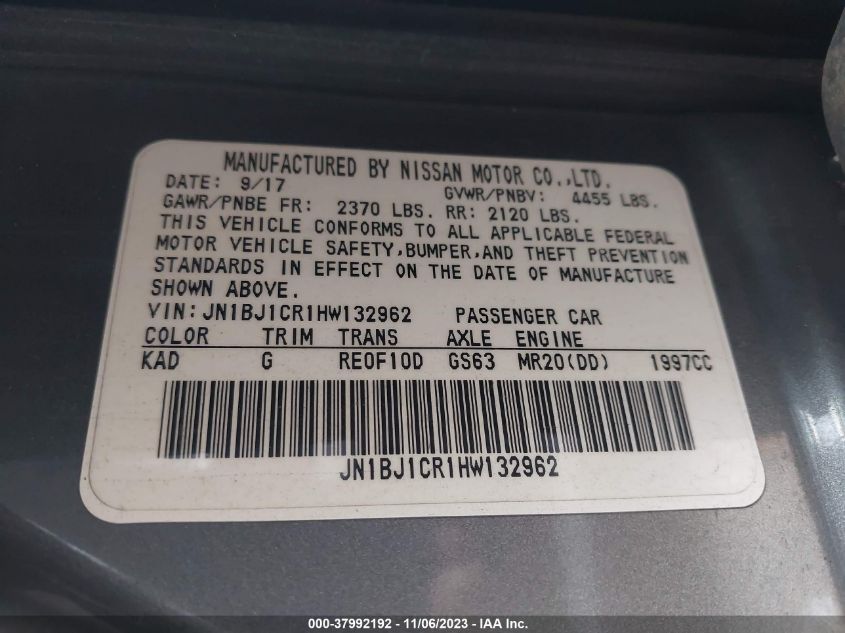 MANUFACTURED BY NISSAN MOTOR CO.,LTD.
DATE: 9/17 GVWR/PNBV: 4455 LBS.
GAWR/PNBE FR: 2370 LBS. RR: 2120 LBS.
THIS VEHICLE CONFORMS TO ALL APPLICABLE FEDERAL
MOTOR VEHICLE SAFETY,BUMPER,AND THEFT PREVENTION
STANDARDS IN EFFECT ON THE DATE OF MANUFACTURE
SHOWN ABOVE.
VIN:JN1BJ1CR1HW132962 PASSENGER CAR
COLOR TRIM TRANS AXLE ENGINE
KAD G RE0F10D GS63 MR20(DD) 1997CC
JN1BJ1CR1HW132962
000-37992192 - 11/06/2023 - IAA Inc.